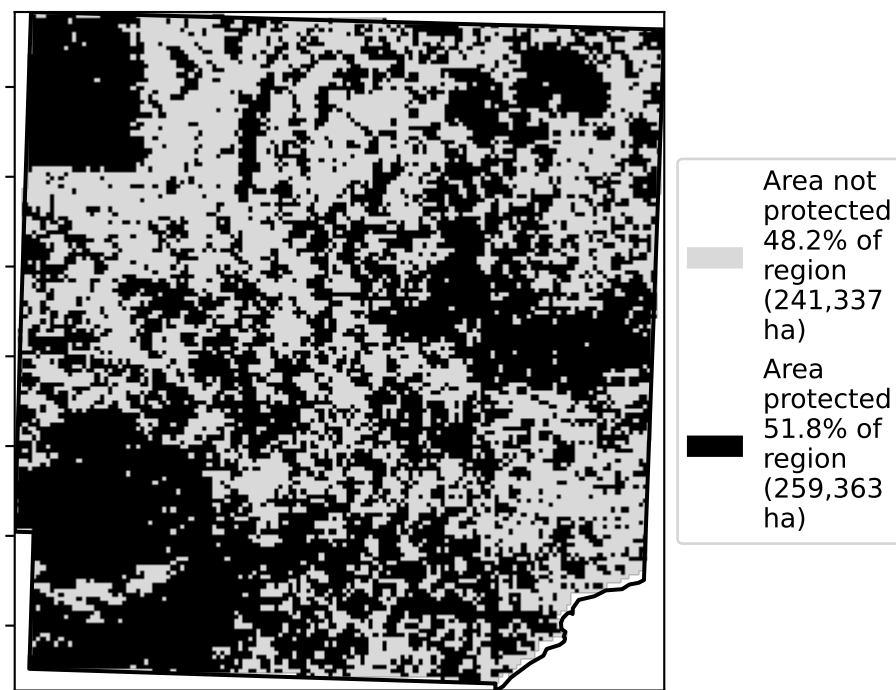 Area not
protected
48.2% of
region
(241,337
ha)
Area
protected
51.8% of
region
(259,363
ha)